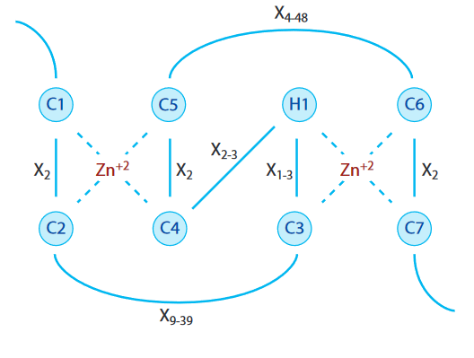 X4-48
C1 C5 H1 C6
X2 Zn+2 X2 X2-3 X1-3 Zn+2 X2
C2 C4 C3 C7
X9-39